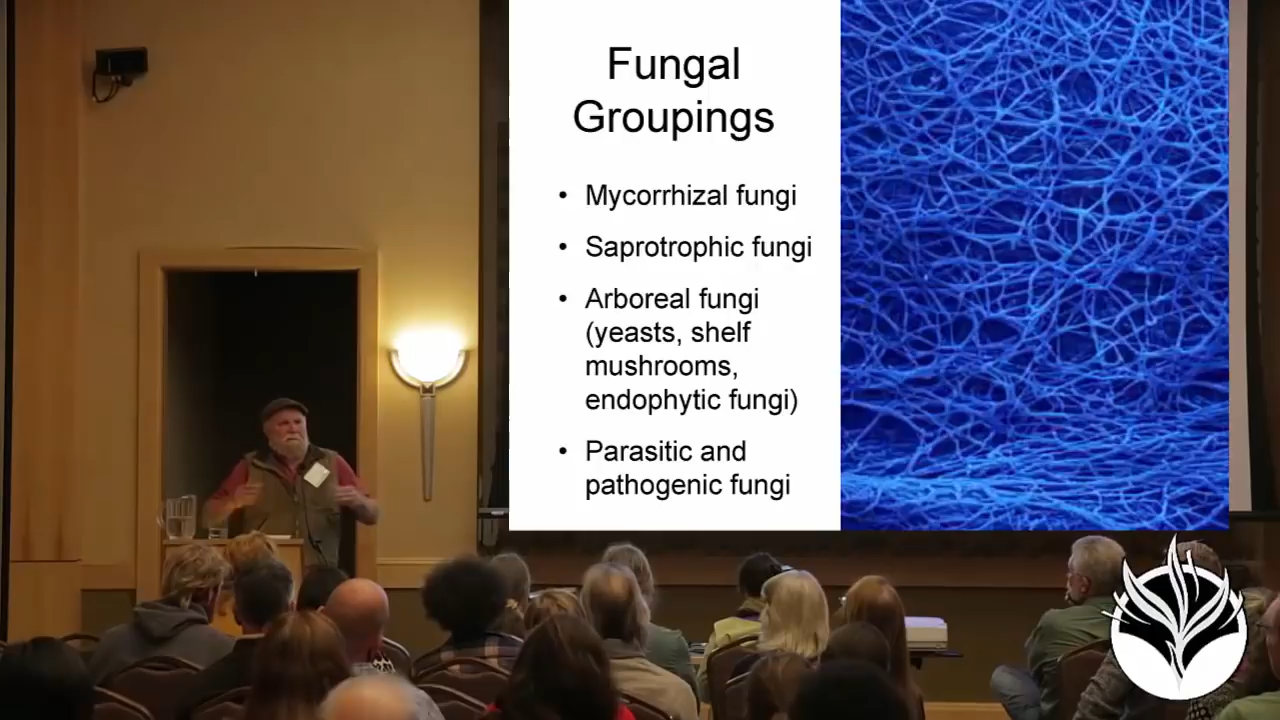 Fungal
Groupings
• Mycorrhizal fungi
• Saprotrophic fungi
• Arboreal fungi
(yeasts, shelf
mushrooms,
endophytic fungi)
• Parasitic and
pathogenic fungi